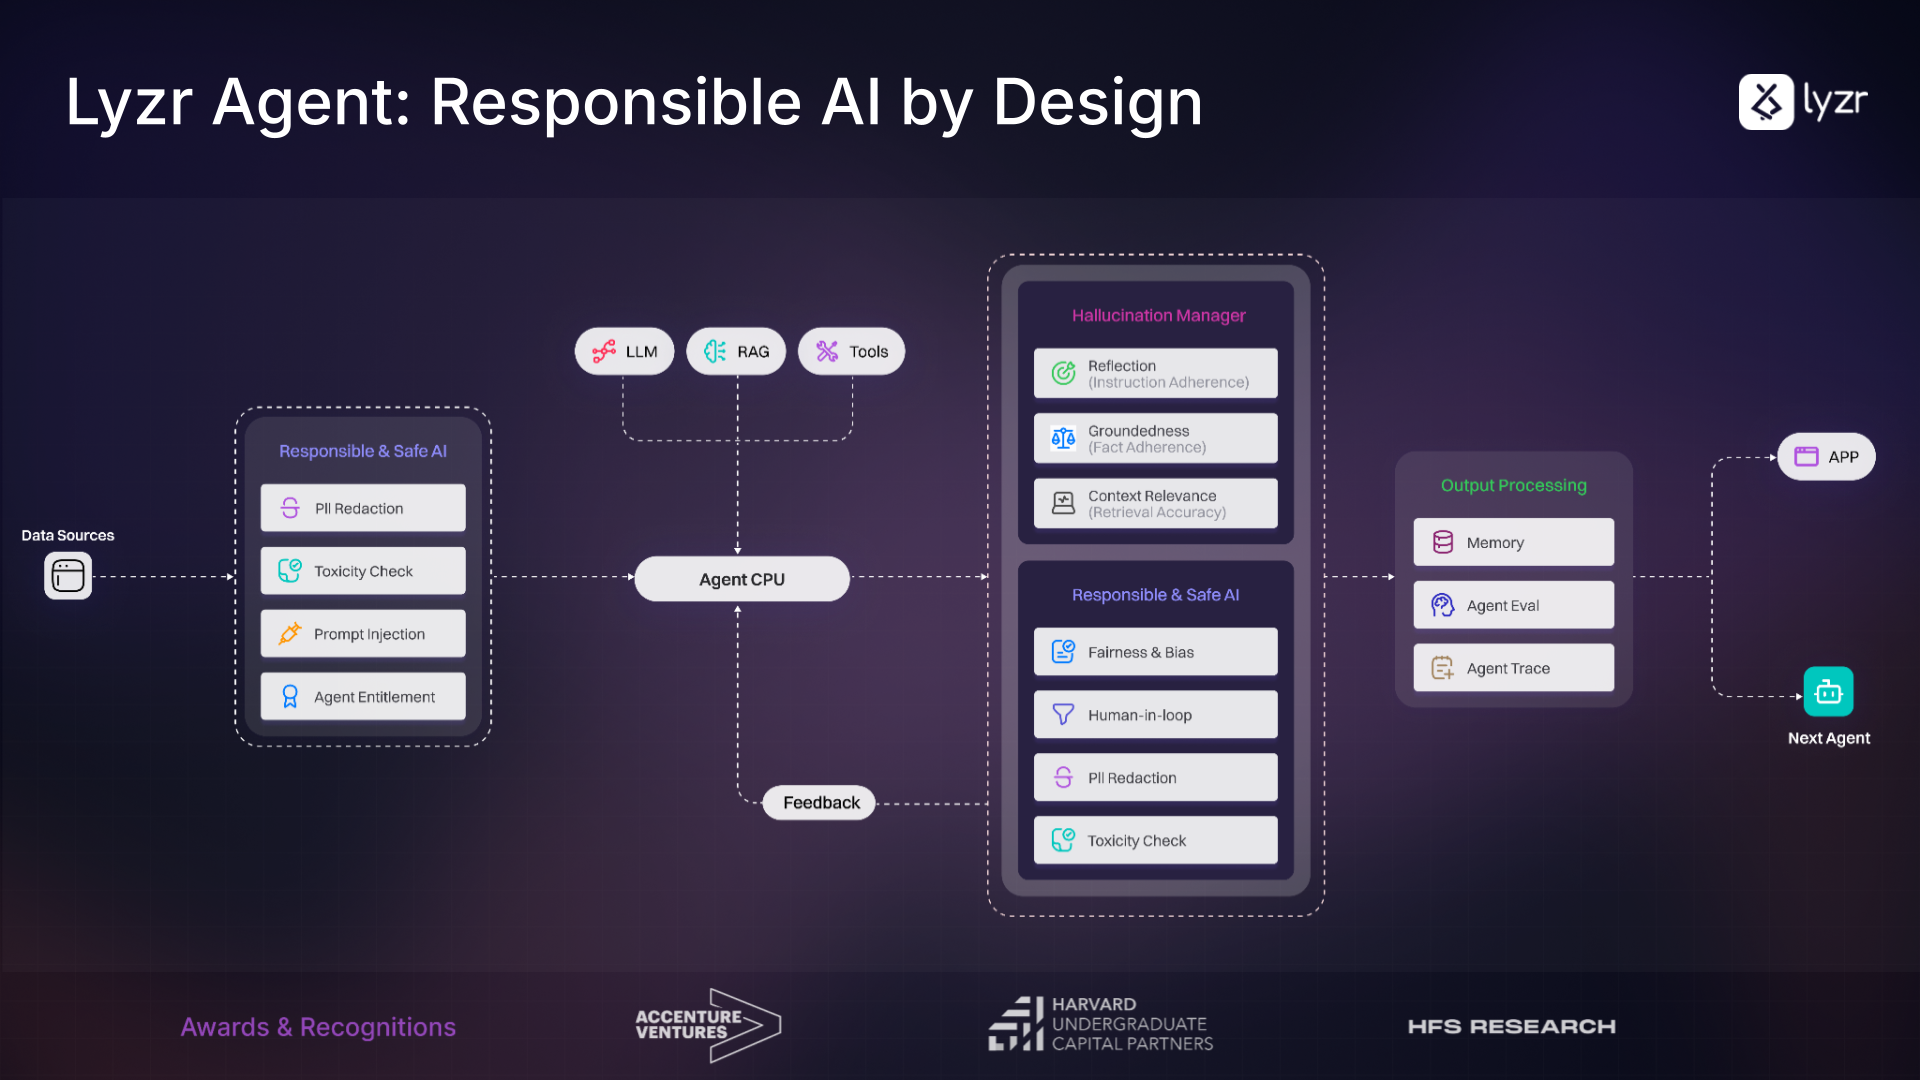 Lyzr Agent: Responsible AI by Design
lyzr
Data Sources
Responsible & Safe AI
PII Redaction
Toxicity Check
Prompt Injection
Agent Entitlement
LLM
RAG
Tools
Agent CPU
Feedback
Hallucination Manager
Reflection
(Instruction Adherence)
Groundedness
(Fact Adherence)
Context Relevance
(Retrieval Accuracy)
Responsible & Safe AI
Fairness & Bias
Human-in-loop
PII Redaction
Toxicity Check
Output Processing
Memory
Agent Eval
Agent Trace
APP
Next Agent
Awards & Recognitions
ACCENTURE
VENTURES
HARVARD
UNDERGRADUATE
CAPITAL PARTNERS
HFS RESEARCH